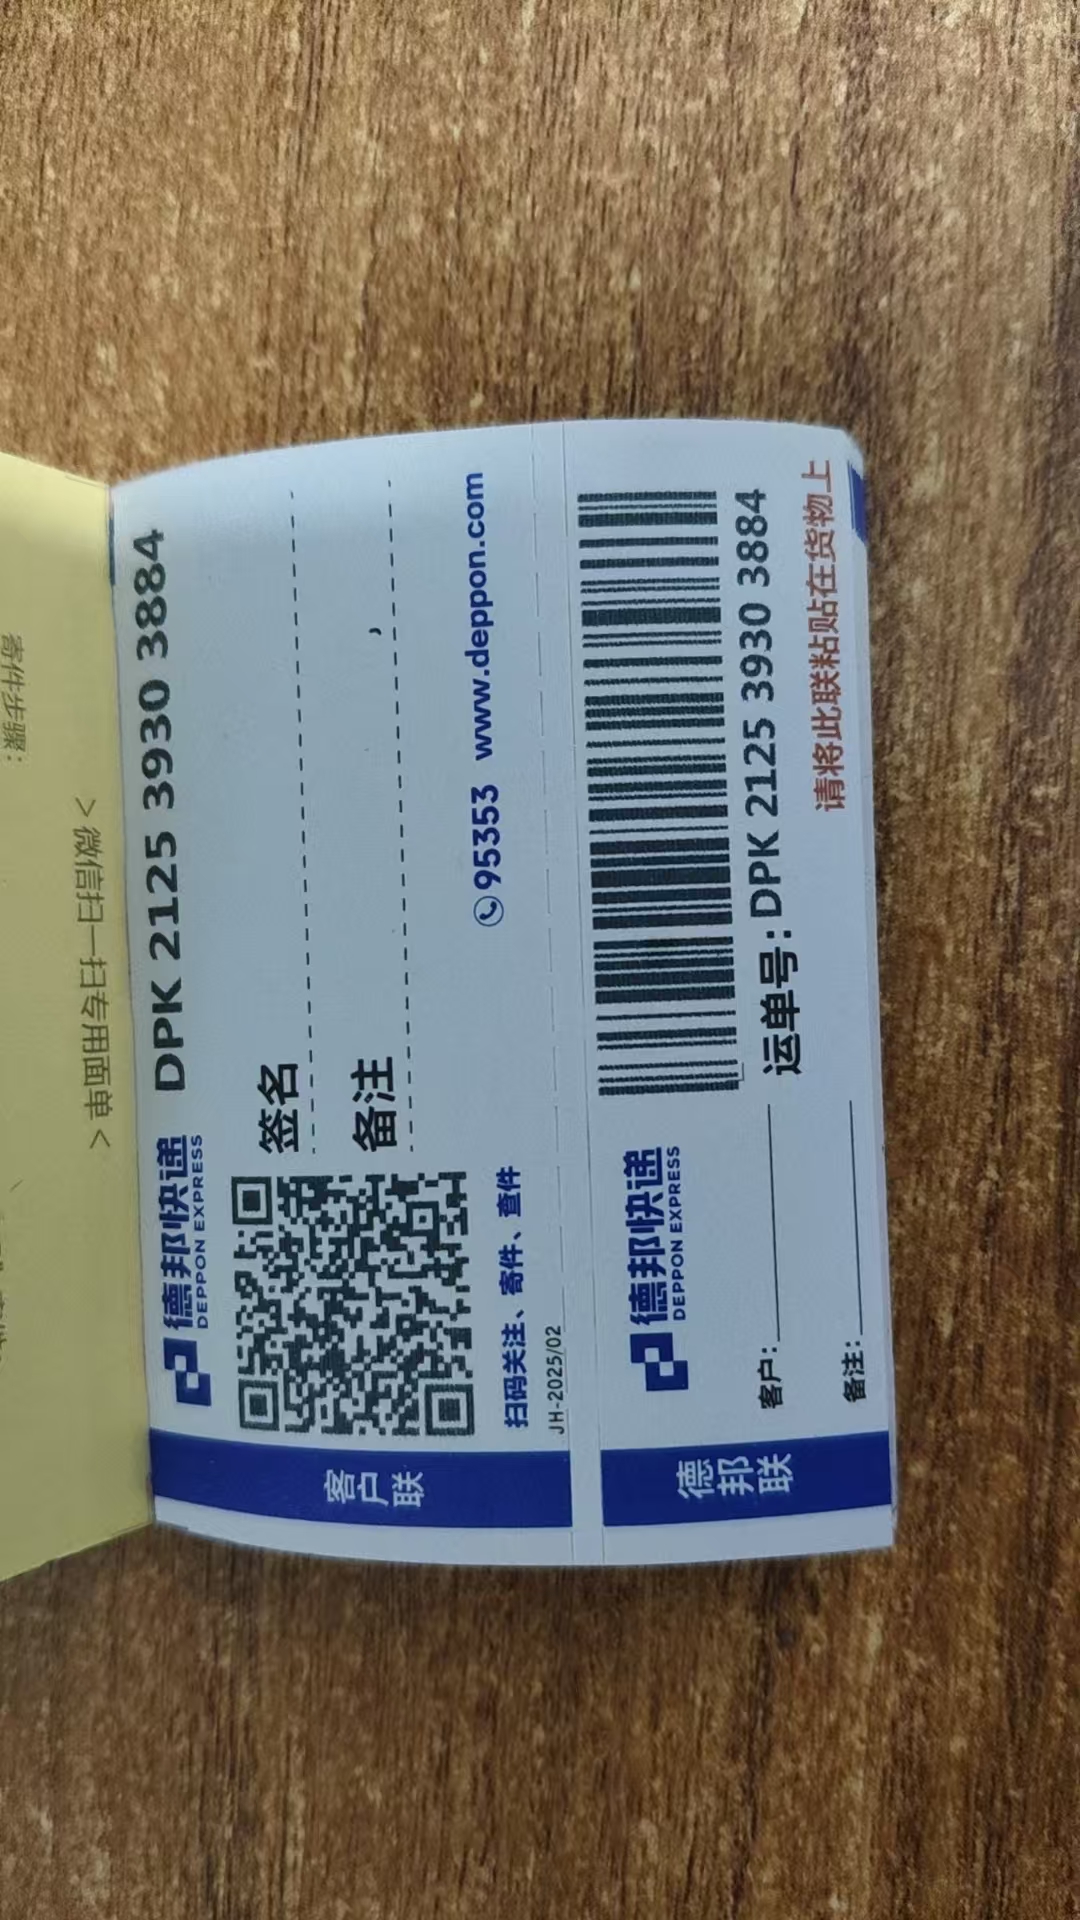 寄件步骤：
>微信扫一扫专用面单<
德邦快递 DPK 2125 3930 3884
DEPPON EXPRESS
签名
备注
95353 www.deppon.com
扫码关注、寄件、查件
JH-2025/02
客户联
德邦快递
DEPPON EXPRESS
运单号：DPK 2125 3930 3884
请将此联粘贴在货物上
客户：
备注：
德邦联